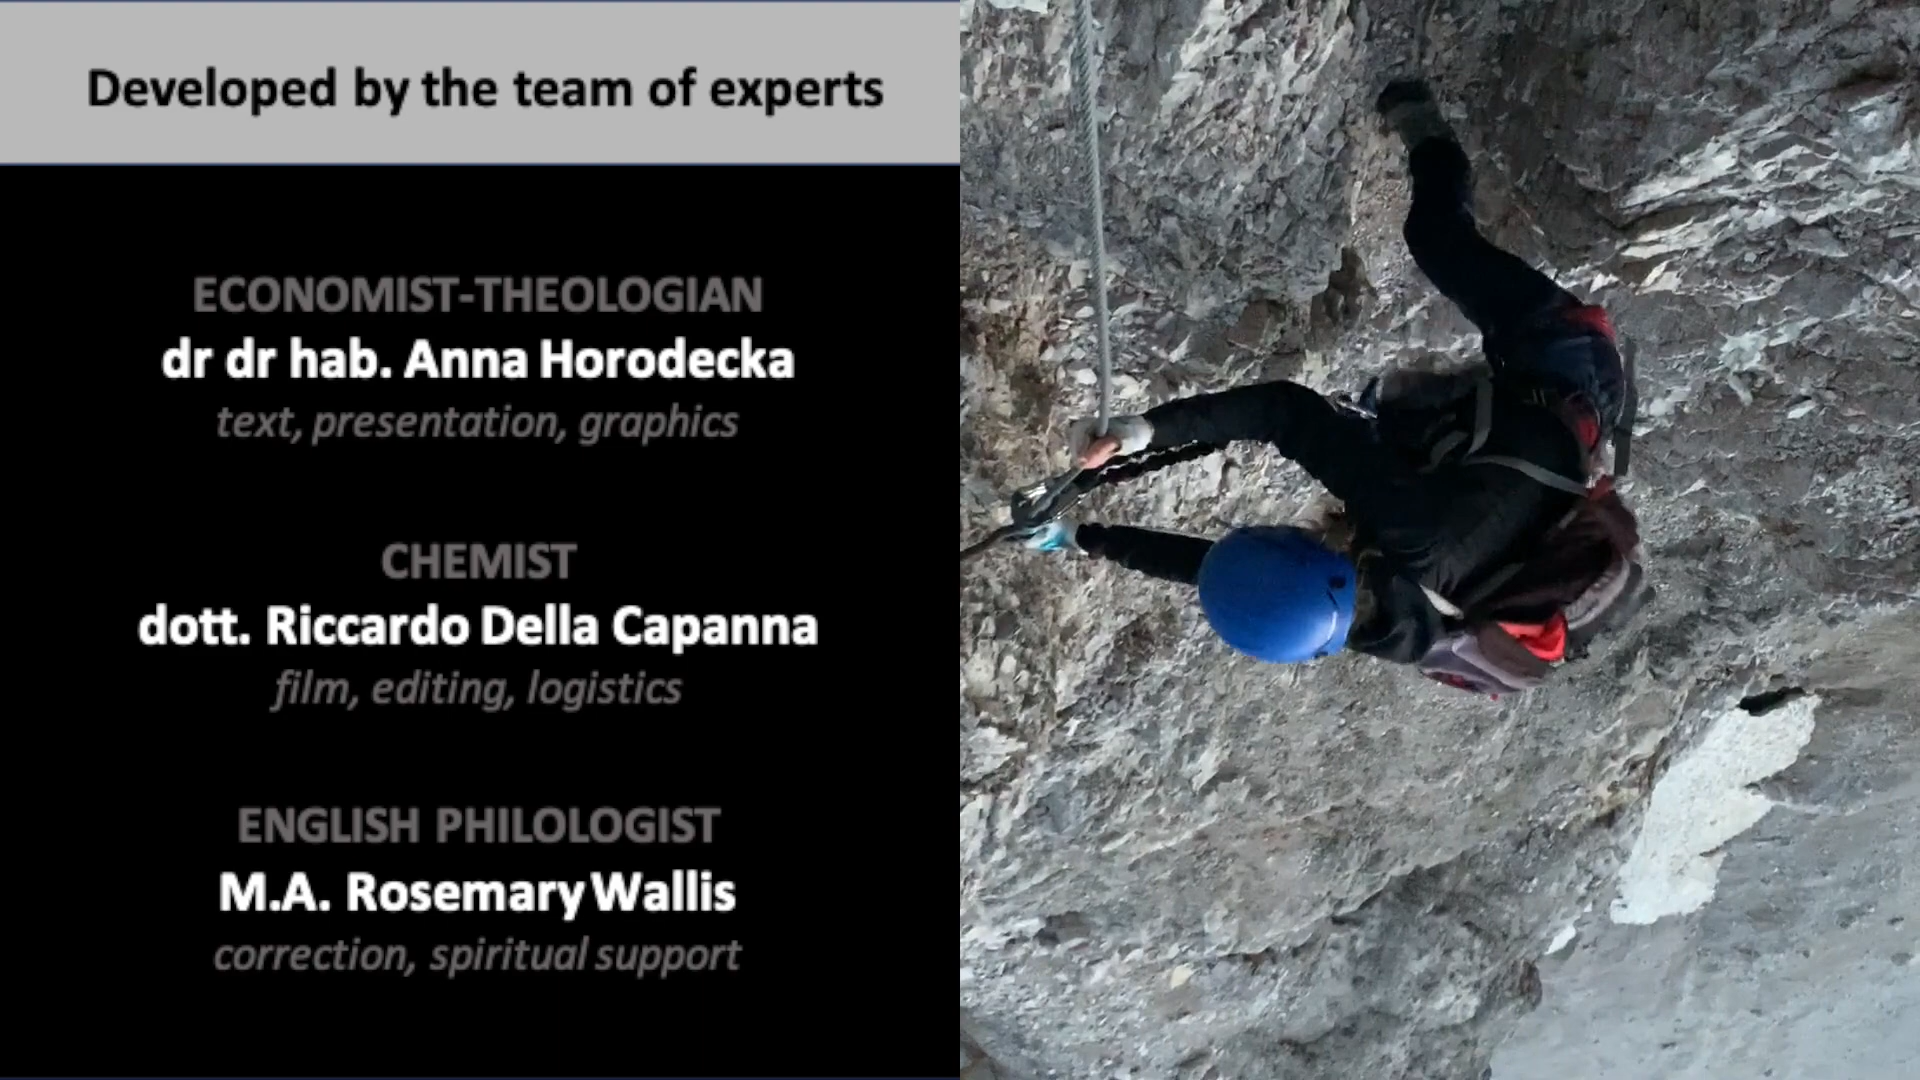 Developed by the team of experts
ECONOMIST-THEOLOGIAN
dr dr hab. Anna Horodecka
text, presentation, graphics
CHEMIST
dott. Riccardo Della Capanna
film, editing, logistics
ENGLISH PHILOLOGIST
M.A. Rosemary Wallis
correction, spiritual support